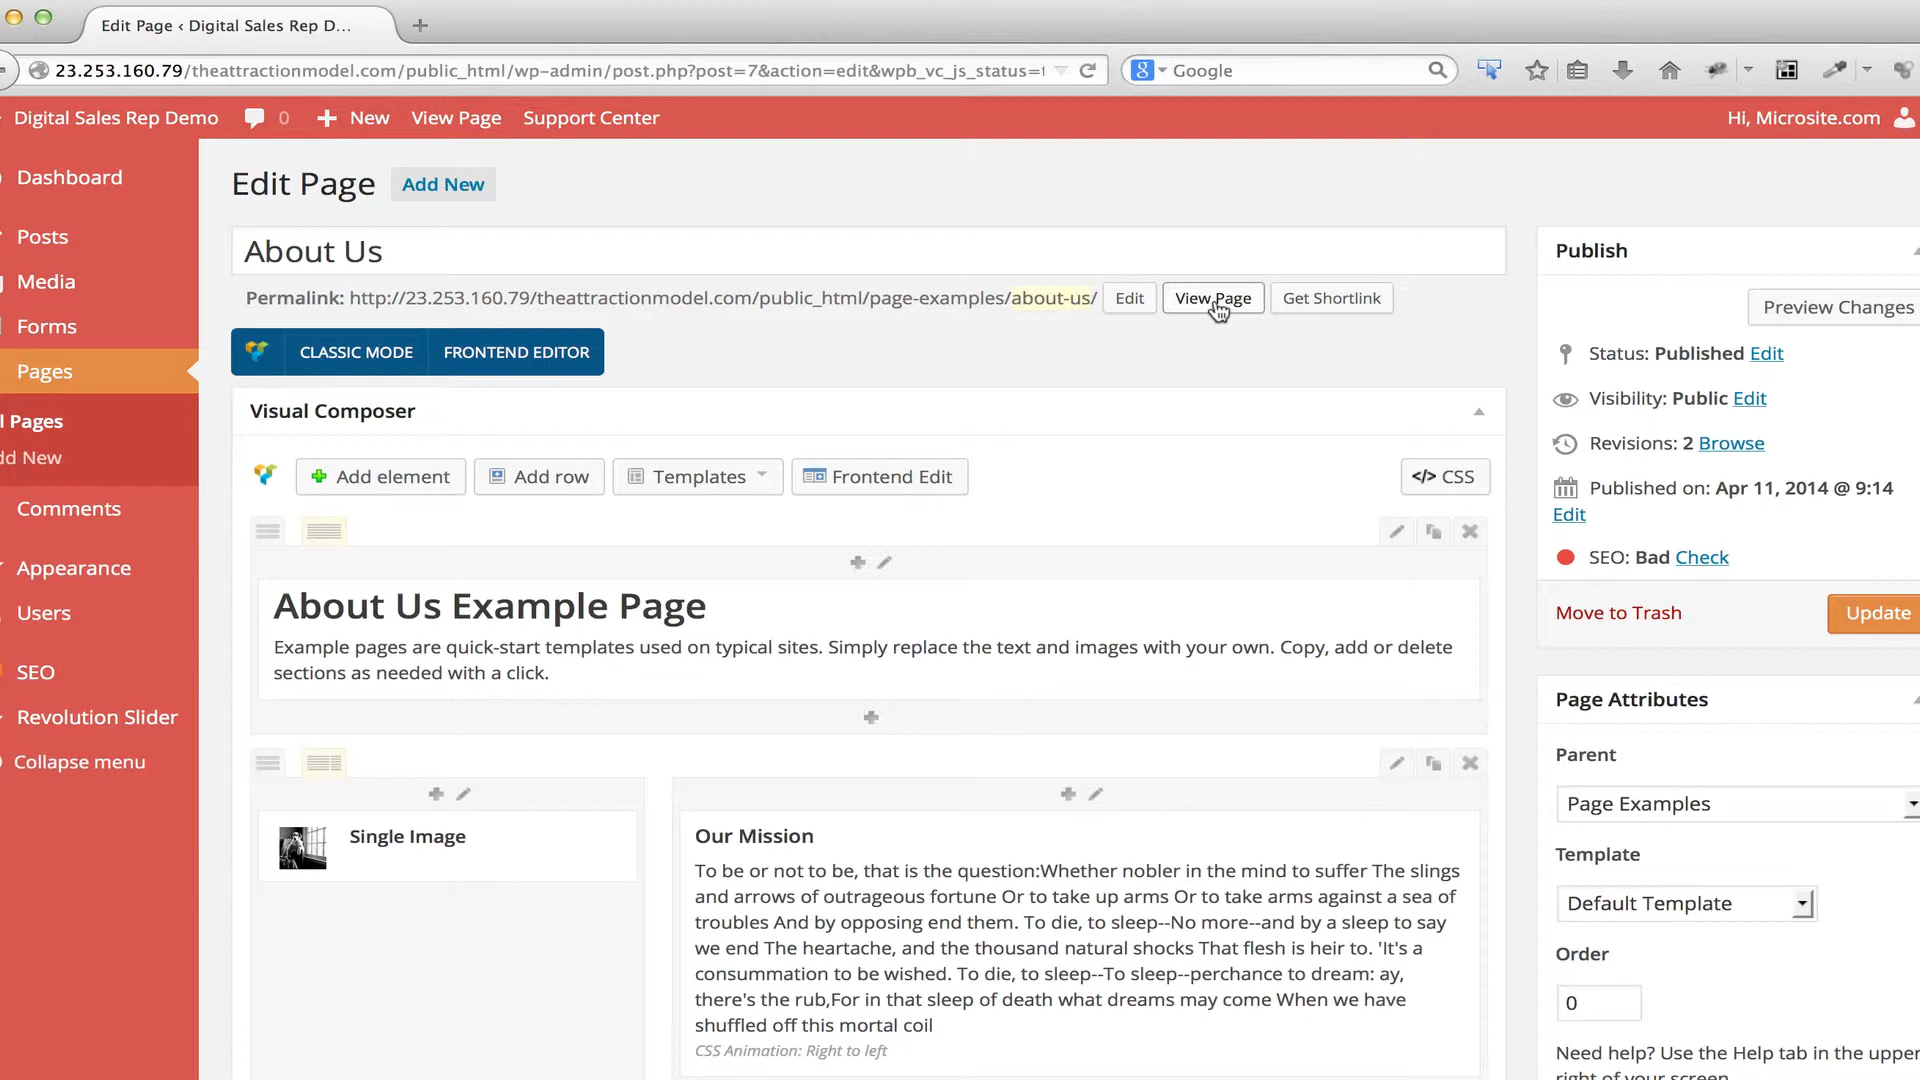 Edit Page ‹ Digital Sales Rep D...
23.253.160.79/theattractionmodel.com/public_html/wp-admin/post.php?post=7&action=edit&wpb_vc_js_status=t
Google
Digital Sales Rep Demo 0 New View Page Support Center Hi, Microsite.com
Dashboard
Posts
Media
Forms
Pages
l Pages
dd New
Comments
Appearance
Users
SEO
Revolution Slider
Collapse menu
Edit Page Add New
About Us
Permalink: http://23.253.160.79/theattractionmodel.com/public_html/page-examples/about-us/ Edit View Page Get Shortlink
CLASSIC MODE FRONTEND EDITOR
Visual Composer
Add element Add row Templates Frontend Edit </> CSS
About Us Example Page
Example pages are quick-start templates used on typical sites. Simply replace the text and images with your own. Copy, add or delete
sections as needed with a click.
Single Image
Our Mission
To be or not to be, that is the question:Whether nobler in the mind to suffer The slings
and arrows of outrageous fortune Or to take up arms Or to take arms against a sea of
troubles And by opposing end them. To die, to sleep--No more--and by a sleep to say
we end The heartache, and the thousand natural shocks That flesh is heir to. 'It's a
consummation to be wished. To die, to sleep--To sleep--perchance to dream: ay,
there's the rub,For in that sleep of death what dreams may come When we have
shuffled off this mortal coil
CSS Animation: Right to left
Publish
Preview Changes
Status: Published Edit
Visibility: Public Edit
Revisions: 2 Browse
Published on: Apr 11, 2014 @ 9:14
Edit
SEO: Bad Check
Move to Trash Update
Page Attributes
Parent
Page Examples
Template
Default Template
Order
0
Need help? Use the Help tab in the upper
right of your screen.